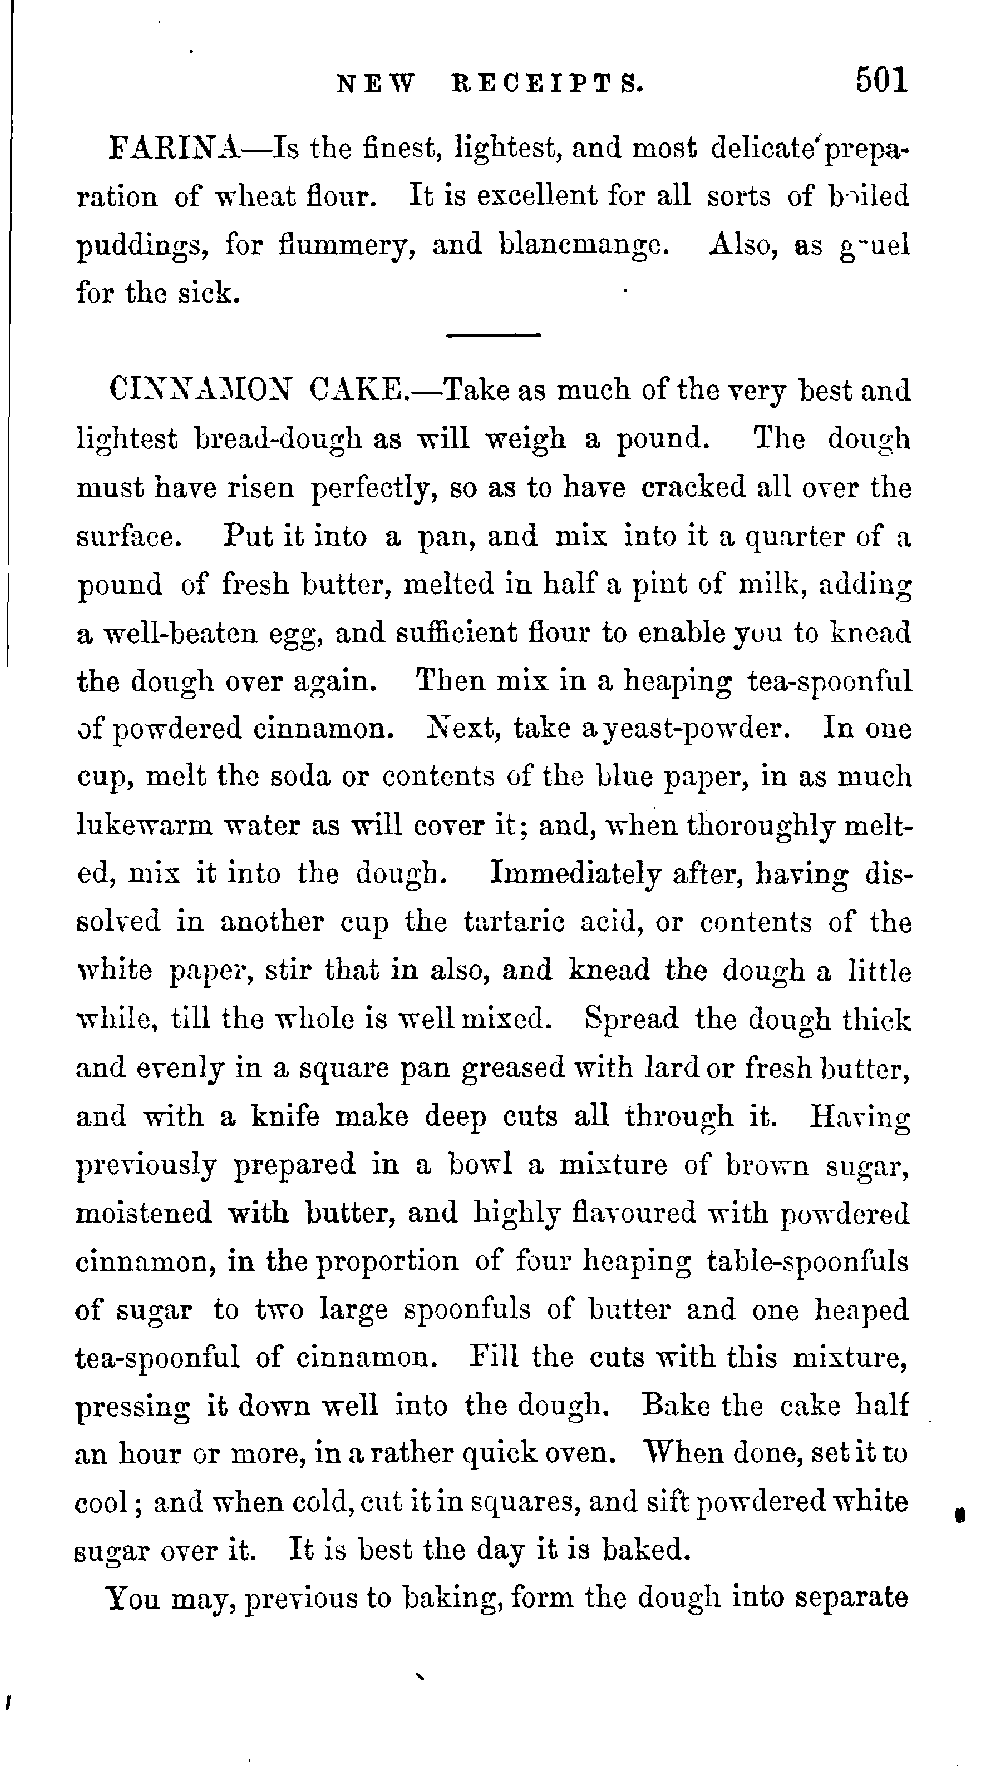 NEW RECEIPTS. 501
FARINA—Is the finest, lightest, and most delicate prepa-
ration of wheat flour. It is excellent for all sorts of boiled
puddings, for flummery, and blancmange. Also, as gruel
for the sick.
CINNAMON CAKE.—Take as much of the very best and
lightest bread-dough as will weigh a pound. The dough
must have risen perfectly, so as to have cracked all over the
surface. Put it into a pan, and mix into it a quarter of a
pound of fresh butter, melted in half a pint of milk, adding
a well-beaten egg, and sufficient flour to enable you to knead
the dough over again. Then mix in a heaping tea-spoonful
of powdered cinnamon. Next, take a yeast-powder. In one
cup, melt the soda or contents of the blue paper, in as much
lukewarm water as will cover it; and, when thoroughly melt-
ed, mix it into the dough. Immediately after, having dis-
solved in another cup the tartaric acid, or contents of the
white paper, stir that in also, and knead the dough a little
while, till the whole is well mixed. Spread the dough thick
and evenly in a square pan greased with lard or fresh butter,
and with a knife make deep cuts all through it. Having
previously prepared in a bowl a mixture of brown sugar,
moistened with butter, and highly flavoured with powdered
cinnamon, in the proportion of four heaping table-spoonfuls
of sugar to two large spoonfuls of butter and one heaped
tea-spoonful of cinnamon. Fill the cuts with this mixture,
pressing it down well into the dough. Bake the cake half
an hour or more, in a rather quick oven. When done, set it to
cool; and when cold, cut it in squares, and sift powdered white
sugar over it. It is best the day it is baked.
You may, previous to baking, form the dough into separate